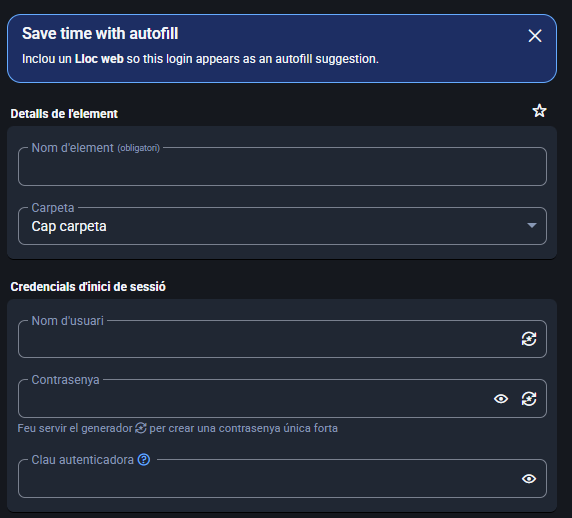 Save time with autofill
Inclou un Lloc web so this login appears as an autofill suggestion.
Detalls de l'element
Nom d'element (obligatori)
Carpeta
Cap carpeta
Credencials d'inici de sessió
Nom d'usuari
Contrasenya
Feu servir el generador per crear una contrasenya única forta
Clau autenticadora